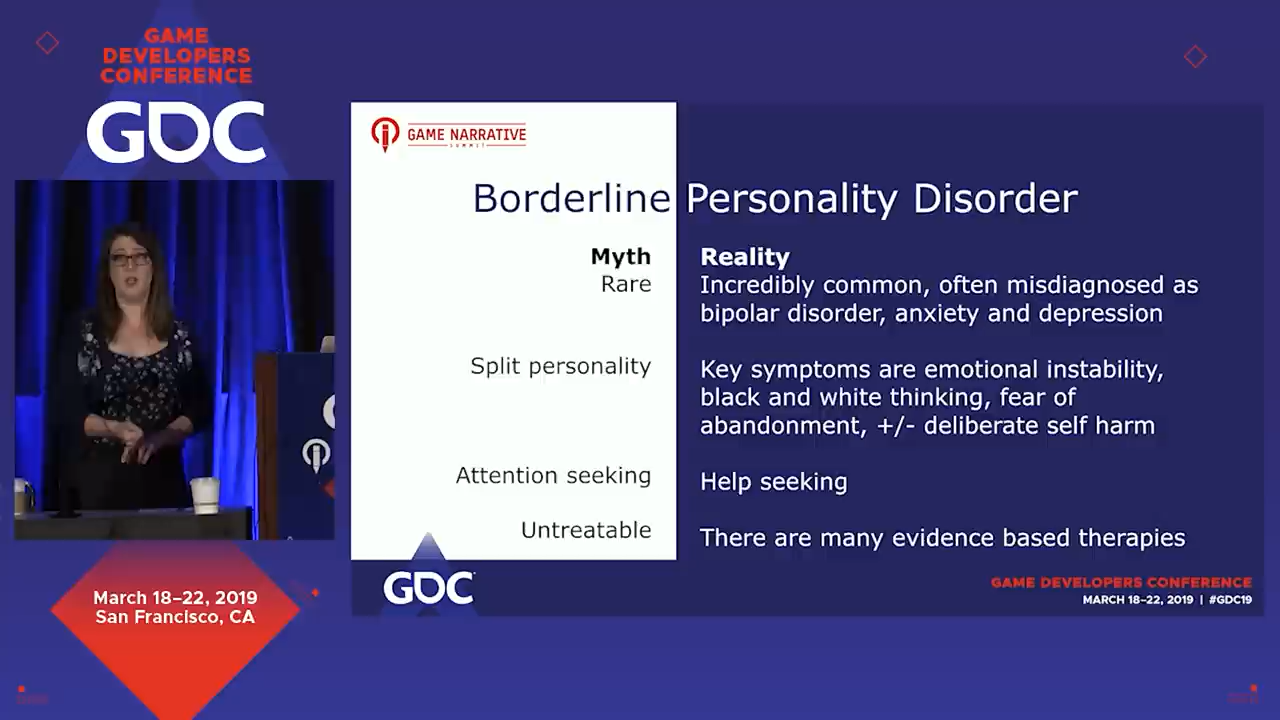 GAME
DEVELOPERS
CONFERENCE
GDC
GAME NARRATIVE
SUMMIT
Borderline Personality Disorder
Myth
Reality
Rare
Incredibly common, often misdiagnosed as
bipolar disorder, anxiety and depression
Split personality
Key symptoms are emotional instability,
black and white thinking, fear of
abandonment, +/- deliberate self harm
Attention seeking
Help seeking
Untreatable
There are many evidence based therapies
GDC
GAME DEVELOPERS CONFERENCE
MARCH 18–22, 2019 | #GDC19
March 18–22, 2019
San Francisco, CA